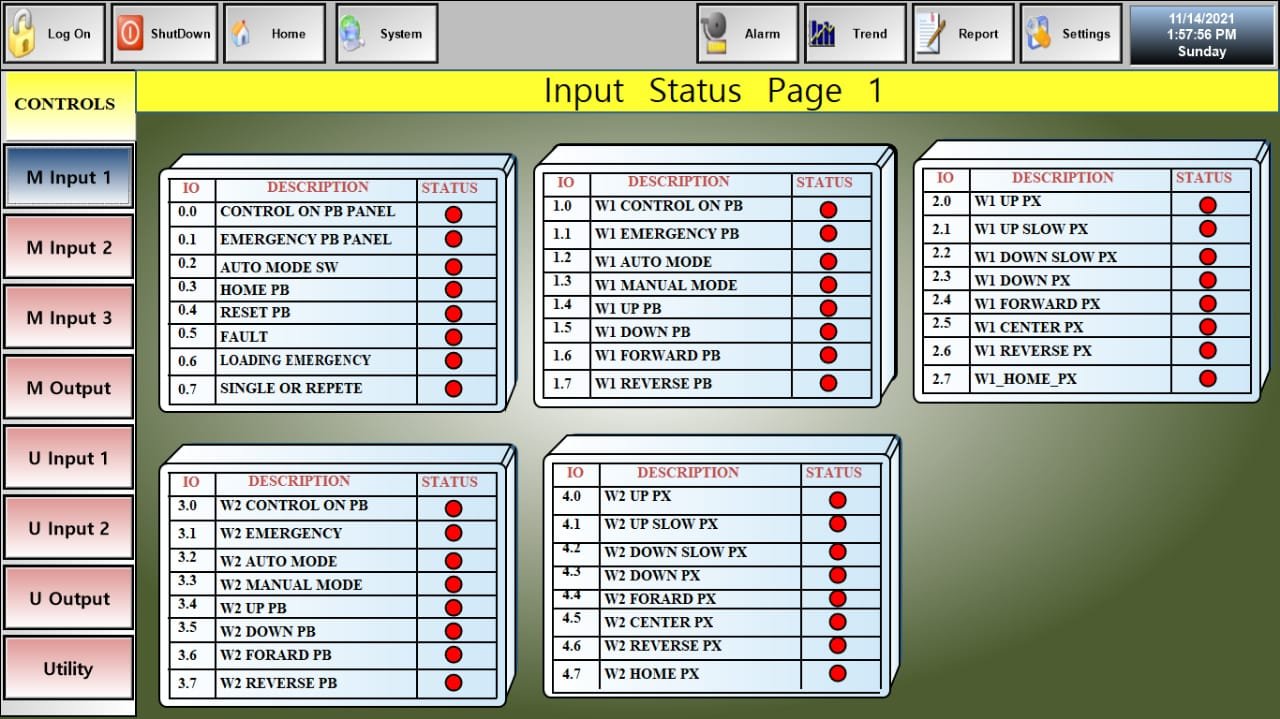 Log On
ShutDown
Home
System
Alarm
Trend
Report
Settings
11/14/2021
1:57:56 PM
Sunday
CONTROLS
Input Status Page 1
M Input 1
M Input 2
M Input 3
M Output
U Input 1
U Input 2
U Output
Utility
IO DESCRIPTION STATUS
0.0 CONTROL ON PB PANEL
0.1 EMERGENCY PB PANEL
0.2 AUTO MODE SW
0.3 HOME PB
0.4 RESET PB
0.5 FAULT
0.6 LOADING EMERGENCY
0.7 SINGLE OR REPETE
IO DESCRIPTION STATUS
1.0 W1 CONTROL ON PB
1.1 W1 EMERGENCY PB
1.2 W1 AUTO MODE
1.3 W1 MANUAL MODE
1.4 W1 UP PB
1.5 W1 DOWN PB
1.6 W1 FORWARD PB
1.7 W1 REVERSE PB
IO DESCRIPTION STATUS
2.0 W1 UP PX
2.1 W1 UP SLOW PX
2.2 W1 DOWN SLOW PX
2.3 W1 DOWN PX
2.4 W1 FORWARD PX
2.5 W1 CENTER PX
2.6 W1 REVERSE PX
2.7 W1_HOME_PX
IO DESCRIPTION STATUS
3.0 W2 CONTROL ON PB
3.1 W2 EMERGENCY
3.2 W2 AUTO MODE
3.3 W2 MANUAL MODE
3.4 W2 UP PB
3.5 W2 DOWN PB
3.6 W2 FORARD PB
3.7 W2 REVERSE PB
IO DESCRIPTION STATUS
4.0 W2 UP PX
4.1 W2 UP SLOW PX
4.2 W2 DOWN SLOW PX
4.3 W2 DOWN PX
4.4 W2 FORARD PX
4.5 W2 CENTER PX
4.6 W2 REVERSE PX
4.7 W2 HOME PX